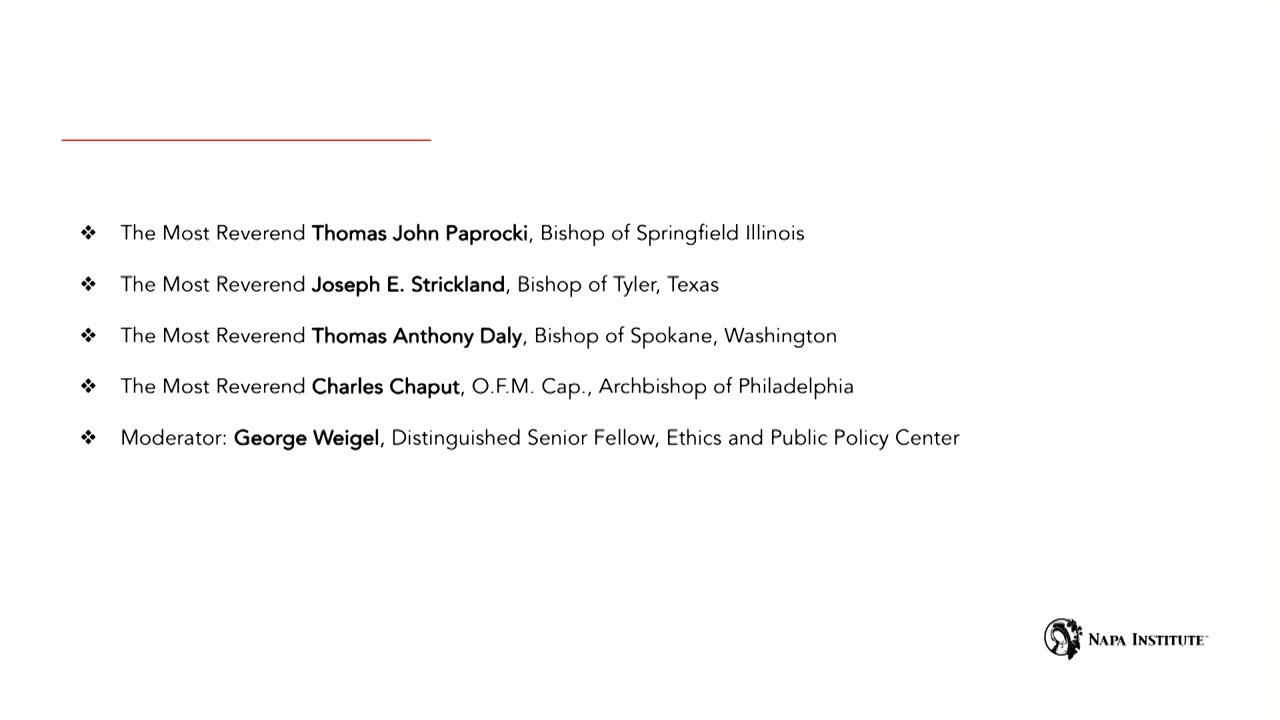 ❖ The Most Reverend Thomas John Paprocki, Bishop of Springfield Illinois
❖ The Most Reverend Joseph E. Strickland, Bishop of Tyler, Texas
❖ The Most Reverend Thomas Anthony Daly, Bishop of Spokane, Washington
❖ The Most Reverend Charles Chaput, O.F.M. Cap., Archbishop of Philadelphia
❖ Moderator: George Weigel, Distinguished Senior Fellow, Ethics and Public Policy Center
NAPA INSTITUTE™